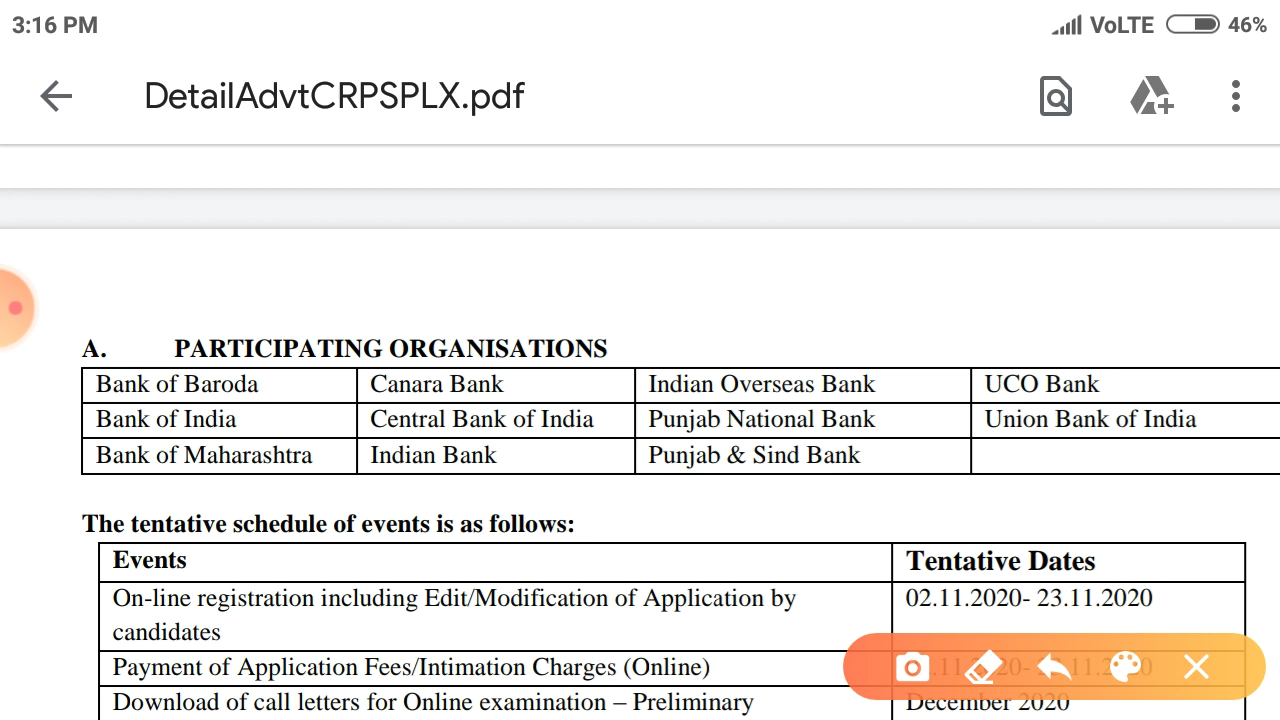 3:16 PM VoLTE 46%
DetailAdvtCRPSPLX.pdf
A. PARTICIPATING ORGANISATIONS
Bank of Baroda Canara Bank Indian Overseas Bank UCO Bank
Bank of India Central Bank of India Punjab National Bank Union Bank of India
Bank of Maharashtra Indian Bank Punjab & Sind Bank
The tentative schedule of events is as follows:
Events Tentative Dates
On-line registration including Edit/Modification of Application by 02.11.2020- 23.11.2020
candidates
Payment of Application Fees/Intimation Charges (Online)
Download of call letters for Online examination – Preliminary December 2020